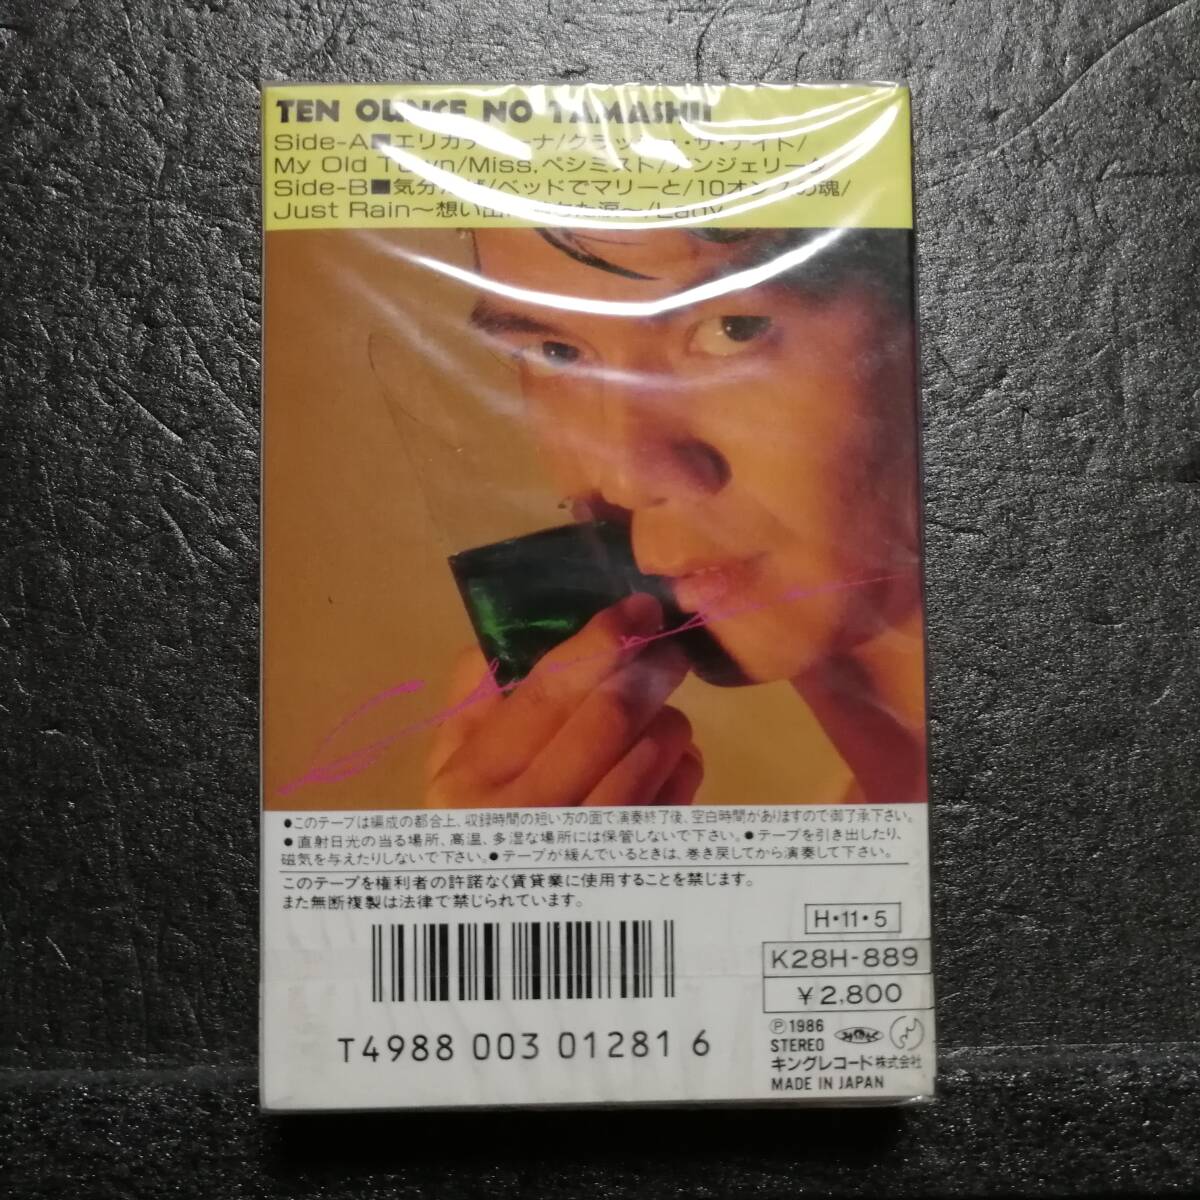 TEN OUNCE NO TAMASHII
Side-A■エリカ /クラッ ・ザ・ナイト/
My Old Town/Miss.ペシミスト/アンジェリーナ
Side-B■気分 /ベッドでマリーと/10オンスの魂/
Just Rain〜想い出 た涙〜/Lady
●このテープは編成の都合上、収録時間の短い方の面で演奏終了後、空白時間がありますので御了承下さい。
●直射日光の当る場所、高温、多湿な場所には保管しないで下さい。●テープを引き出したり、
磁気を与えたりしないで下さい。●テープが緩んでいるときは、巻き戻してから演奏して下さい。
このテープを権利者の許諾なく賃貸業に使用することを禁じます。
また無断複製は法律で禁じられています。
H・11・5
K28H-889
¥2,800
T4988 003 012816
Ⓟ1986
STEREO
キングレコード株式会社
MADE IN JAPAN